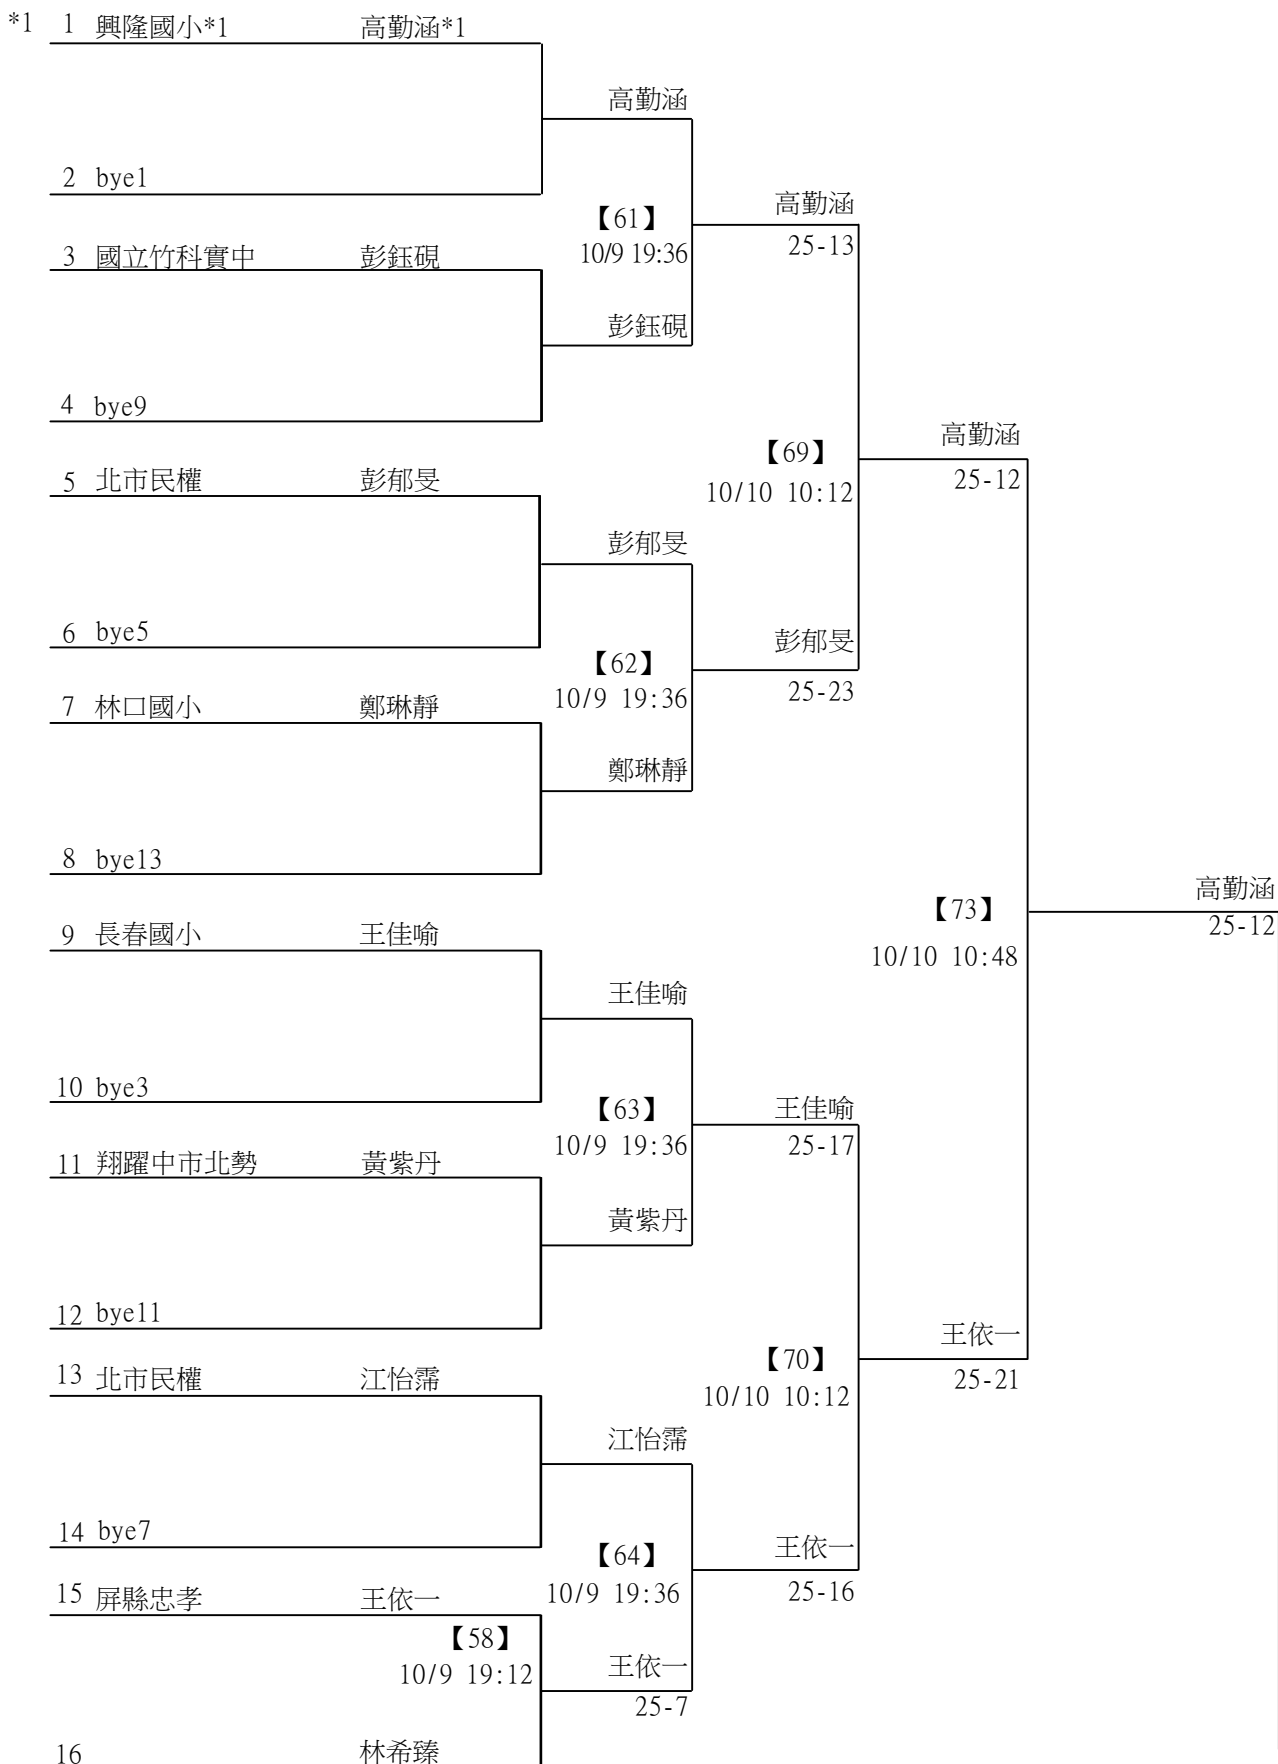 *1 1 興隆國小*1 高勤涵*1
高勤涵
2 bye1
高勤涵
【61】
25-13
3 國立竹科實中 彭鈺硯
10/9 19:36
彭鈺硯
4 bye9
高勤涵
【69】
25-12
5 北市民權 彭郁旻
10/10 10:12
彭郁旻
6 bye5
彭郁旻
【62】
25-23
10/9 19:36
7 林口國小 鄭琳靜
鄭琳靜
8 bye13
高勤涵
【73】
25-12
9 長春國小 王佳喻
10/10 10:48
王佳喻
10 bye3
【63】
王佳喻
10/9 19:36
25-17
11 翔躍中市北勢 黃紫丹
黃紫丹
12 bye11
王依一
【70】
25-21
13 北市民權 江怡霈
10/10 10:12
江怡霈
14 bye7
王依一
【64】
25-16
10/9 19:36
15 屏縣忠孝 王依一
【58】
王依一
10/9 19:12
25-7
16 林希臻